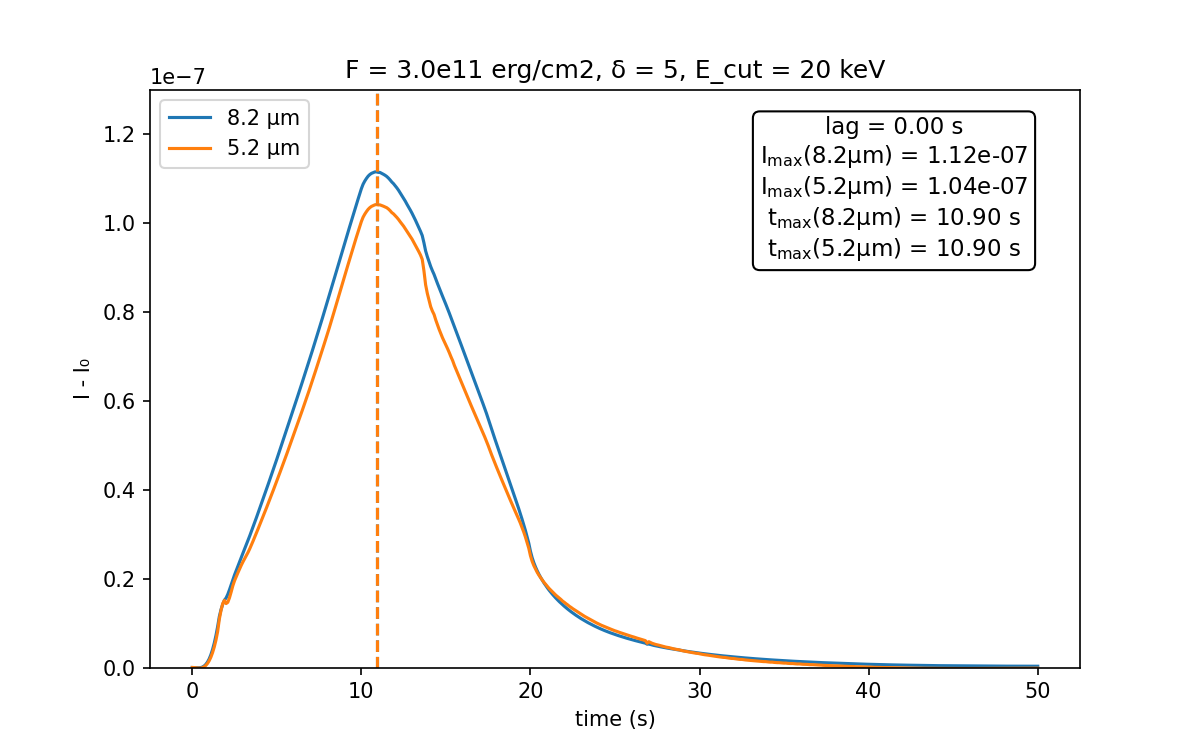 F = 3.0e11 erg/cm2, δ = 5, E_cut = 20 keV
1e−7
8.2 μm
5.2 μm
lag = 0.00 s
Imax(8.2μm) = 1.12e-07
Imax(5.2μm) = 1.04e-07
tmax(8.2μm) = 10.90 s
tmax(5.2μm) = 10.90 s
1.2
1.0
0.8
0.6
0.4
0.2
0.0
I - I₀
0 10 20 30 40 50
time (s)